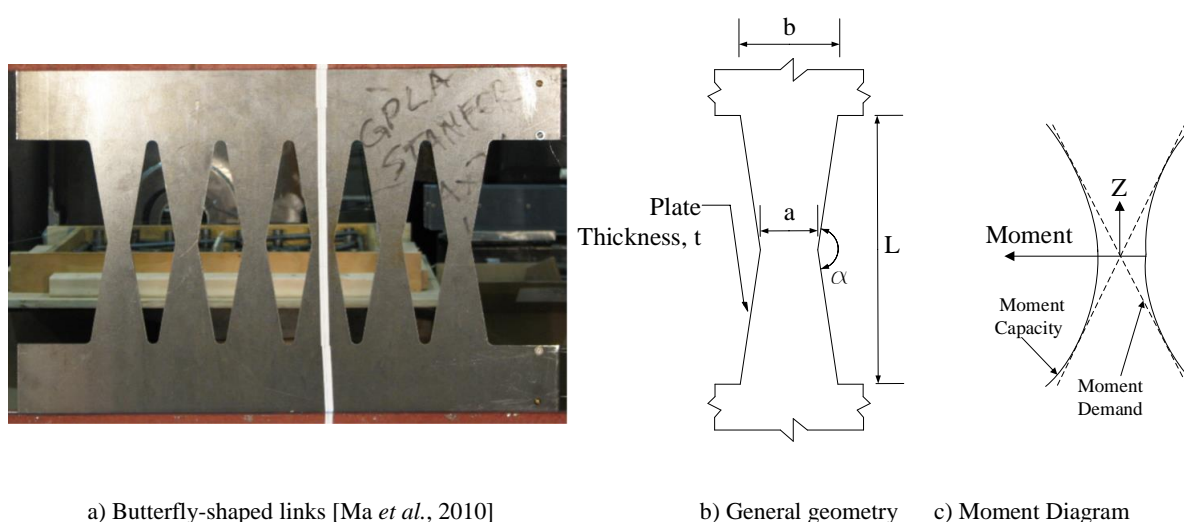 GPLA
STANFOR
b
a
Plate
Thickness, t
α
L
Z
Moment
Moment
Capacity
Moment
Demand
a) Butterfly-shaped links [Ma et al., 2010]
b) General geometry
c) Moment Diagram